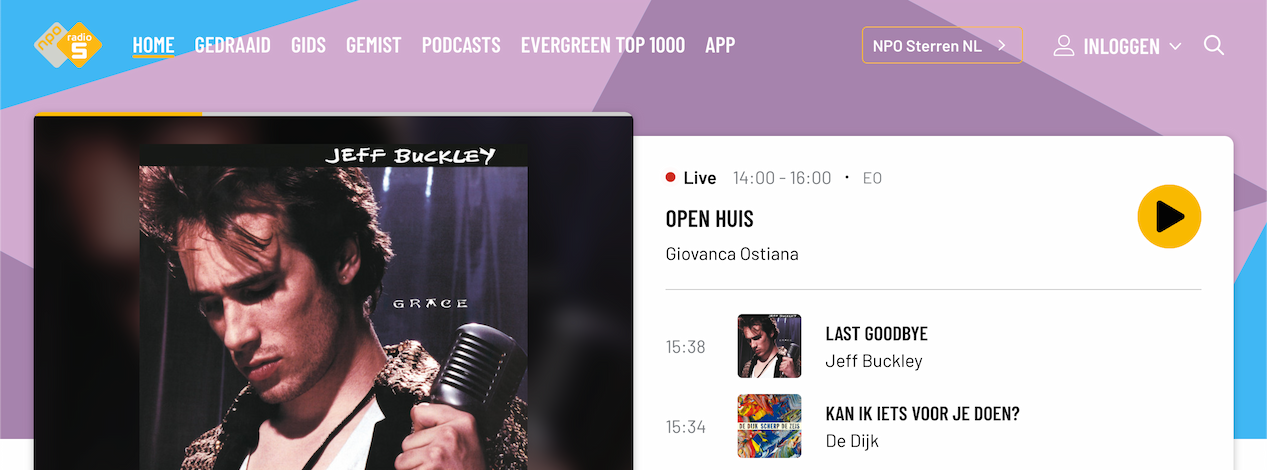 npo radio 5
HOME GEDRAAID GIDS GEMIST PODCASTS EVERGREEN TOP 1000 APP
NPO Sterren NL
INLOGGEN
JEFF BUCKLEY
GRACE
Live 14:00 - 16:00 · EO
OPEN HUIS
Giovanca Ostiana
15:38
LAST GOODBYE
Jeff Buckley
15:34
DE DIJK SCHERP DE ZEIS
KAN IK IETS VOOR JE DOEN?
De Dijk